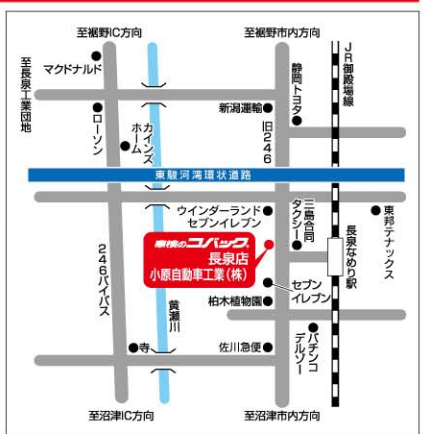 至裾野IC方向
至裾野市内方向
マクドナルド
JR御殿場線
静岡トヨタ
至長泉工業団地
ローソン
カインズ
ホーム
新潟運輸
旧246
東駿河湾環状道路
ウインダーランド
セブンイレブン
三島合同
タクシー
東邦テナックス
車検のコバック
長泉店
小原自動車工業(株)
長泉なめり駅
246バイパス
黄瀬川
セブン
イレブン
柏木植物園
寺
佐川急便
パチンコ
デルソー
至沼津IC方向
至沼津市内方向